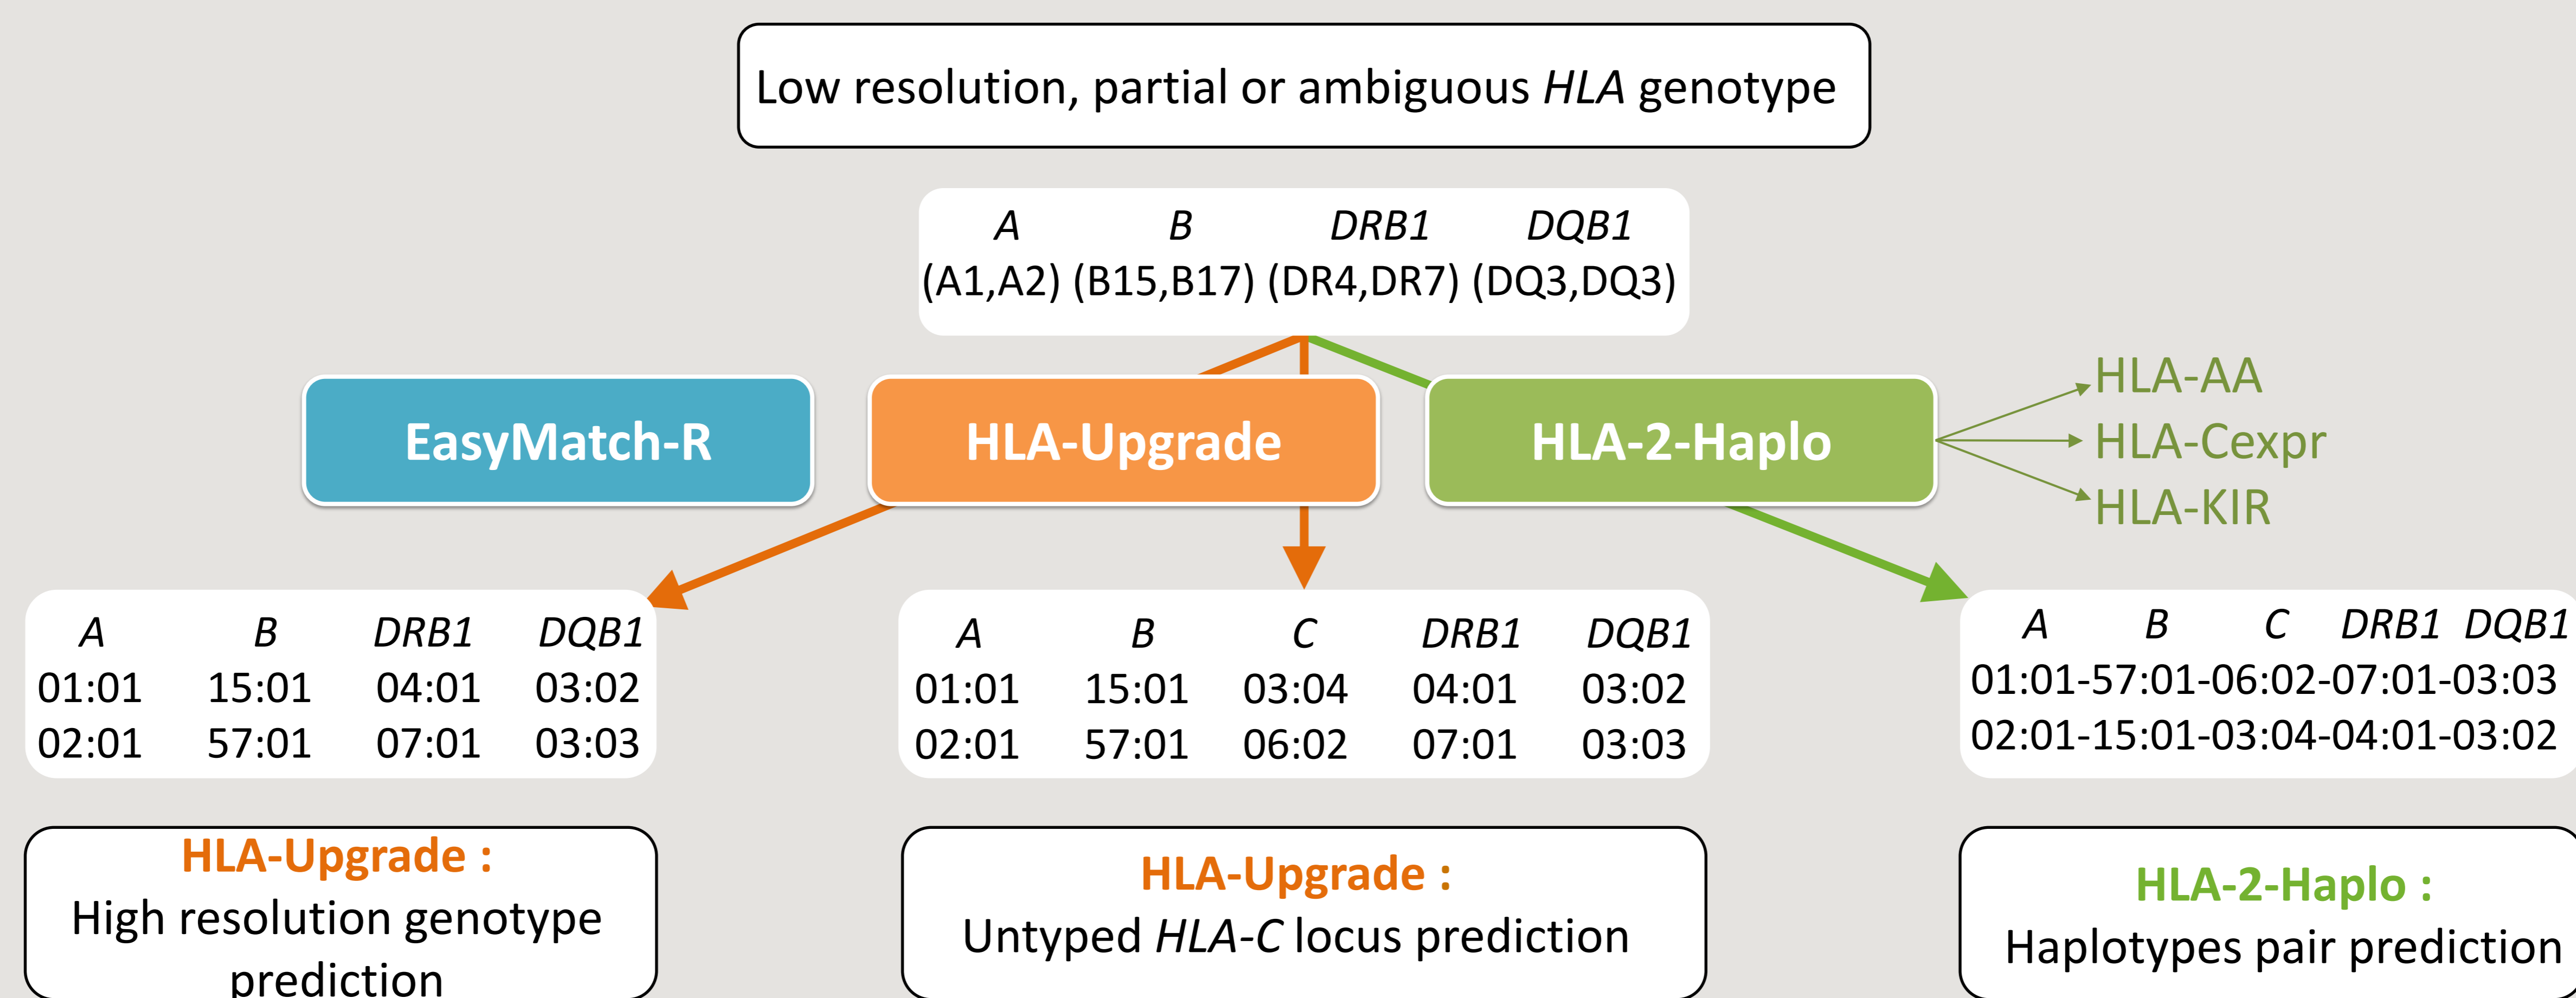 Low resolution, partial or ambiguous HLA genotype
A B DRB1 DQB1
(A1,A2) (B15,B17) (DR4,DR7) (DQ3,DQ3)
EasyMatch-R
HLA-Upgrade
HLA-2-Haplo
HLA-AA
HLA-Cexpr
HLA-KIR
A B DRB1 DQB1
01:01 15:01 04:01 03:02
02:01 57:01 07:01 03:03
A B C DRB1 DQB1
01:01 15:01 03:04 04:01 03:02
02:01 57:01 06:02 07:01 03:03
A B C DRB1 DQB1
01:01-57:01-06:02-07:01-03:03
02:01-15:01-03:04-04:01-03:02
HLA-Upgrade :
High resolution genotype
prediction
HLA-Upgrade :
Untyped HLA-C locus prediction
HLA-2-Haplo :
Haplotypes pair prediction